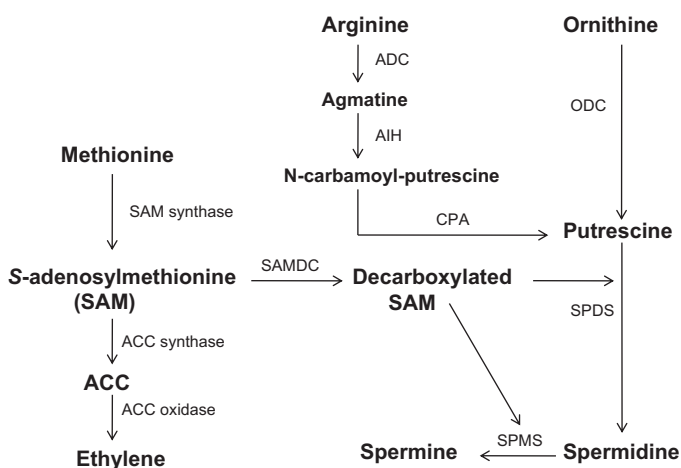 Arginine
Ornithine
ADC
Agmatine
ODC
AIH
Methionine
N-carbamoyl-putrescine
SAM synthase
CPA
Putrescine
S-adenosylmethionine
(SAM)
SAMDC
Decarboxylated
SAM
SPDS
ACC synthase
ACC
ACC oxidase
SPMS
Ethylene
Spermine
Spermidine